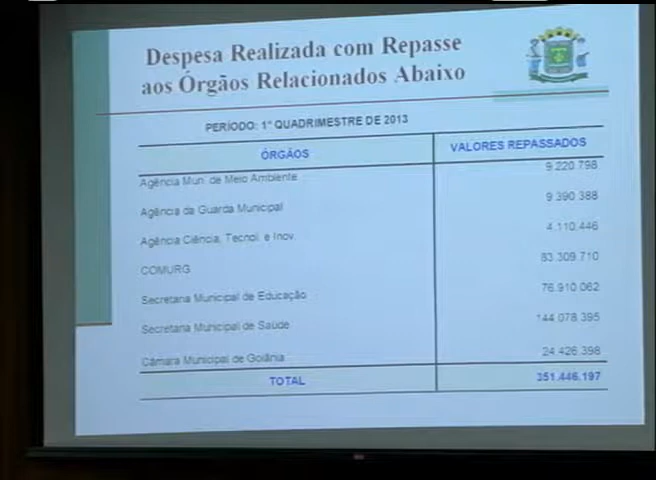 Despesa Realizada com Repasse
aos Órgãos Relacionados Abaixo
PERÍODO: 1º QUADRIMESTRE DE 2013
ÓRGÃOS VALORES REPASSADOS
Agência Mun. de Meio Ambiente 9.220.798
Agência da Guarda Municipal 9.390.388
Agência Ciência, Tecnol. e Inov. 4.110.446
COMURG 83.309.710
Secretaria Municipal de Educação 76.910.062
Secretaria Municipal de Saúde 144.078.395
Câmara Municipal de Goiânia 24.426.398
TOTAL 351.446.197